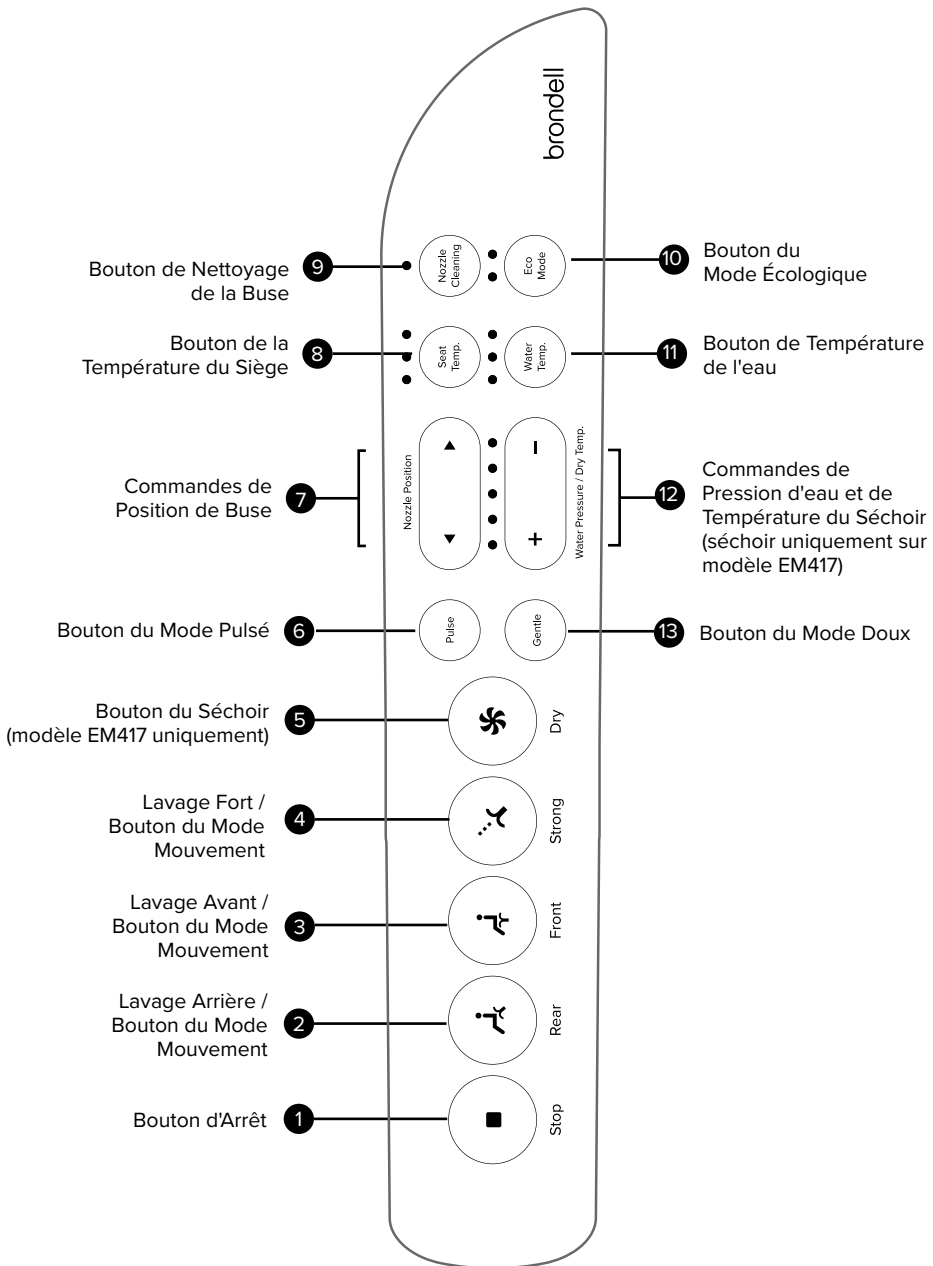 brondell
9
Bouton de Nettoyage
de la Buse
Nozzle
Cleaning
Eco
Mode
10
Bouton du
Mode Écologique
8
Bouton de la
Température du Siège
Seat
Temp.
Water
Temp.
11
Bouton de Température
de l'eau
7
Commandes de
Position de Buse
Nozzle Position
–
+
Water Pressure / Dry Temp.
12
Commandes de
Pression d'eau et de
Température du Séchoir
(séchoir uniquement sur
modèle EM417)
6
Bouton du Mode Pulsé
Pulse
Gentle
13
Bouton du Mode Doux
5
Bouton du Séchoir
(modèle EM417 uniquement)
Dry
4
Lavage Fort /
Bouton du Mode
Mouvement
Strong
3
Lavage Avant /
Bouton du Mode
Mouvement
Front
2
Lavage Arrière /
Bouton du Mode
Mouvement
Rear
1
Bouton d'Arrêt
Stop